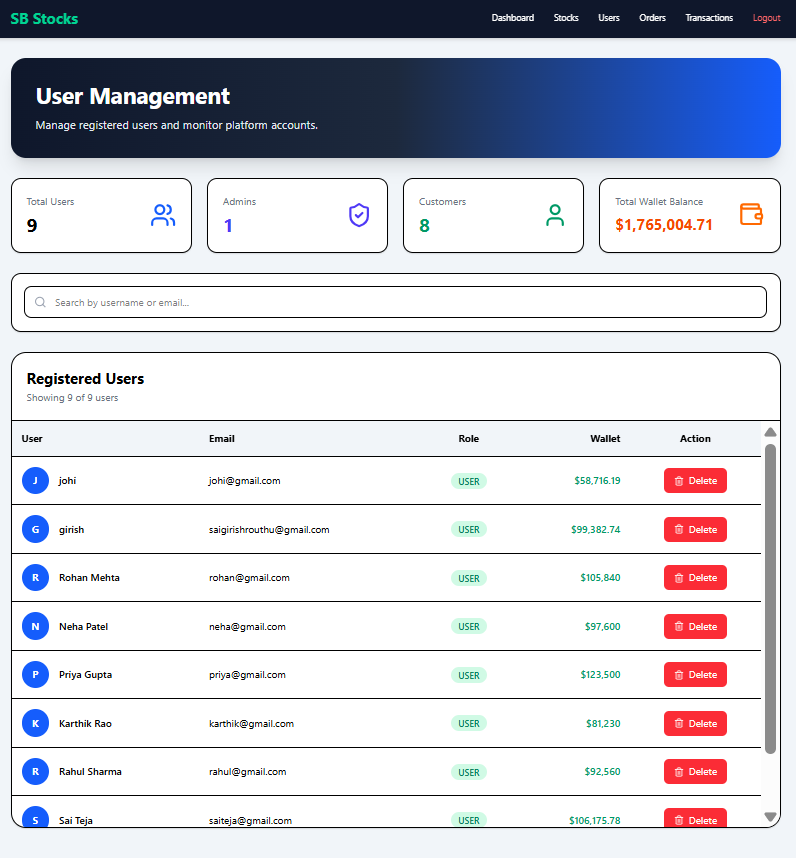 SB Stocks Dashboard Stocks Users Orders Transactions Logout
User Management
Manage registered users and monitor platform accounts.
Total Users Admins Customers Total Wallet Balance
9 1 8 $1,765,004.71
Search by username or email...
Registered Users
Showing 9 of 9 users
User Email Role Wallet Action
J johi johi@gmail.com USER $58,716.19 Delete
G girish saigirishrouthu@gmail.com USER $99,382.74 Delete
R Rohan Mehta rohan@gmail.com USER $105,840 Delete
N Neha Patel neha@gmail.com USER $97,600 Delete
P Priya Gupta priya@gmail.com USER $123,500 Delete
K Karthik Rao karthik@gmail.com USER $81,230 Delete
R Rahul Sharma rahul@gmail.com USER $92,560 Delete
S Sai Teja saiteja@gmail.com USER $106,175.78 Delete